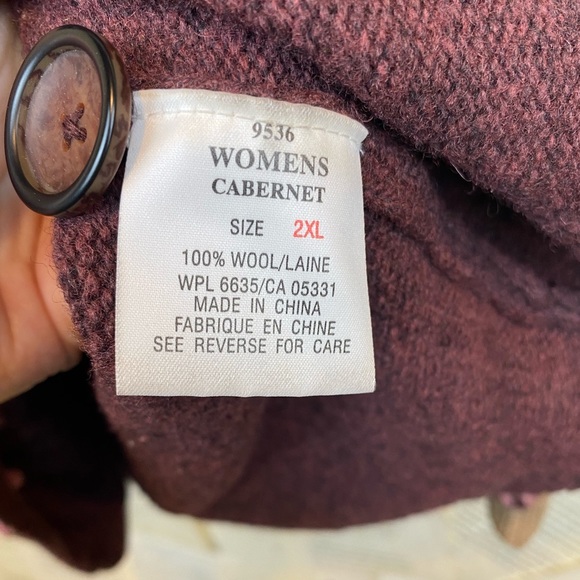 9536
WOMENS
CABERNET
SIZE 2XL
100% WOOL/LAINE
WPL 6635/CA 05331
MADE IN CHINA
FABRIQUE EN CHINE
SEE REVERSE FOR CARE